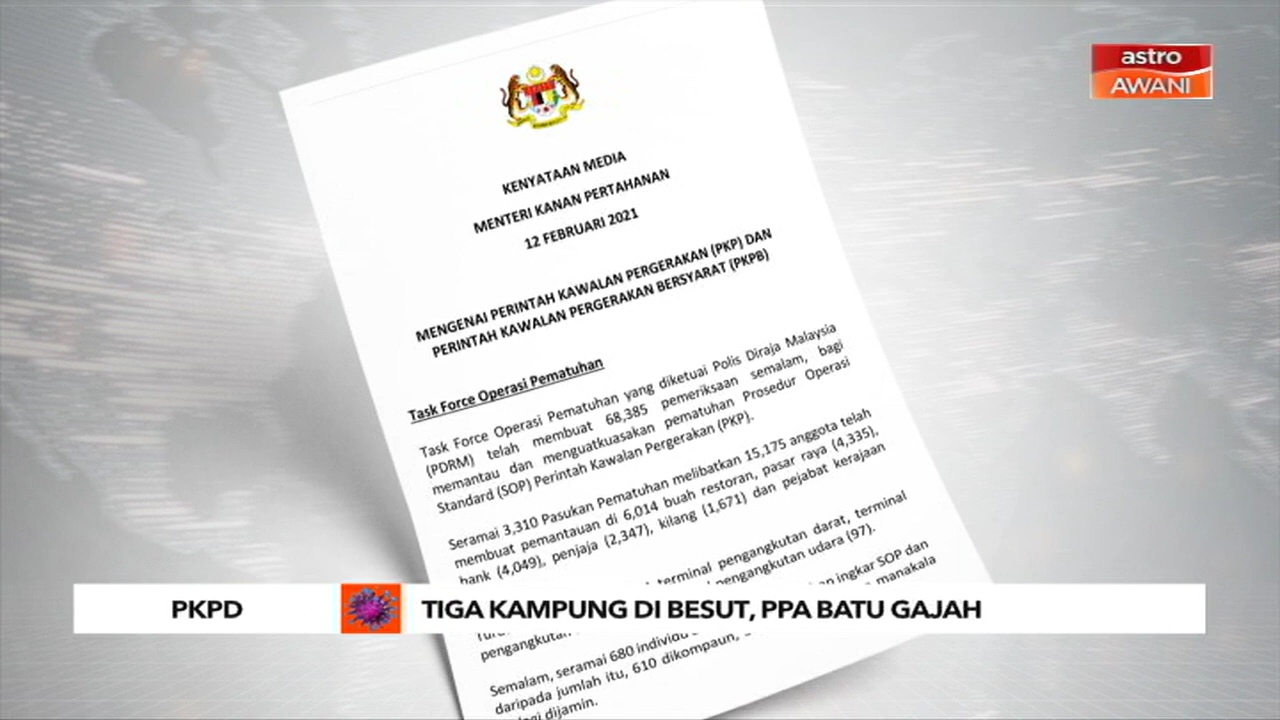 astro
AWANI
KENYATAAN MEDIA
MENTERI KANAN PERTAHANAN
12 FEBRUARI 2021
MENGENAI PERINTAH KAWALAN PERGERAKAN (PKP) DAN
PERINTAH KAWALAN PERGERAKAN BERSYARAT (PKPB)
Task Force Operasi Pematuhan
Task Force Operasi Pematuhan yang diketuai Polis Diraja Malaysia
(PDRM) telah membuat 68,385 pemeriksaan semalam, bagi
memantau dan menguatkuasakan pematuhan Prosedur Operasi
Standard (SOP) Perintah Kawalan Pergerakan (PKP).
Seramai 3,310 Pasukan Pematuhan melibatkan 15,175 anggota telah
membuat pemantauan di 6,014 buah restoran, pasar raya (4,335),
bank (4,049), penjaja (2,347), kilang (1,671) dan pejabat kerajaan
terminal pengangkutan darat, terminal
pengangkutan udara (97).
ingkar SOP dan
manakala
pengangkutan
Semalam, seramai 680 individu
daripada jumlah itu, 610 dikompaun,
dijamin.
PKPD
TIGA KAMPUNG DI BESUT, PPA BATU GAJAH